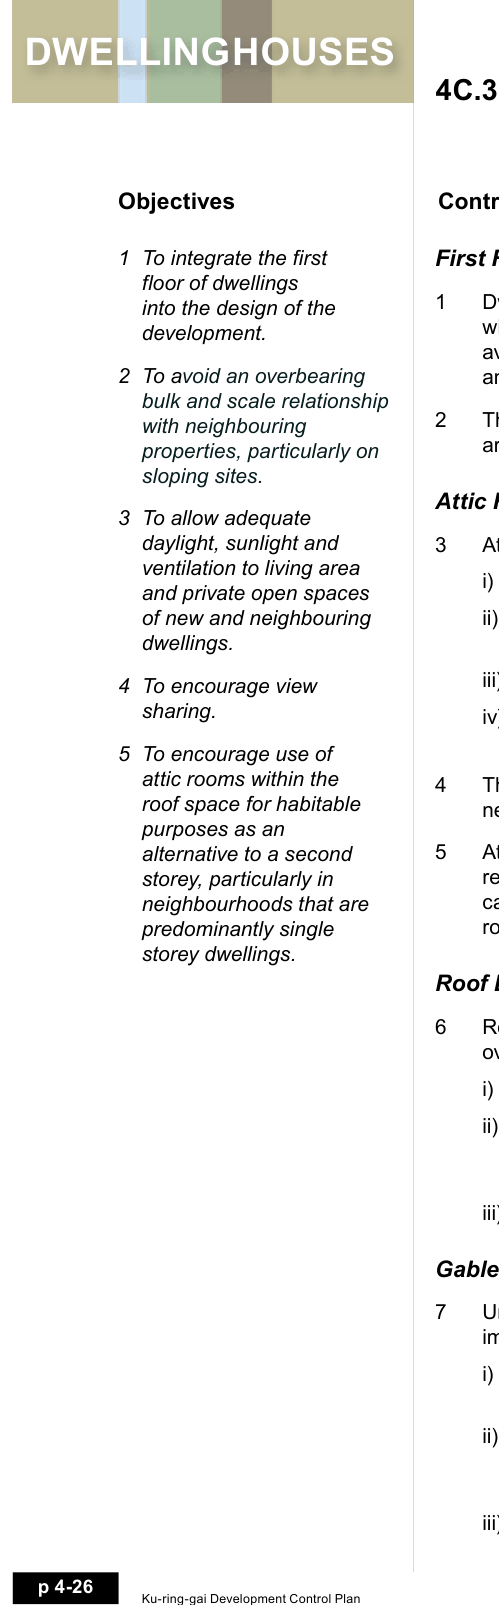 DWELLINGHOUSES
4C.3
Objectives
1 To integrate the first
floor of dwellings
into the design of the
development.
2 To avoid an overbearing
bulk and scale relationship
with neighbouring
properties, particularly on
sloping sites.
3 To allow adequate
daylight, sunlight and
ventilation to living area
and private open spaces
of new and neighbouring
dwellings.
4 To encourage view
sharing.
5 To encourage use of
attic rooms within the
roof space for habitable
purposes as an
alternative to a second
storey, particularly in
neighbourhoods that are
predominantly single
storey dwellings.
First
1
2
Attic
3
i)
ii)
iii)
iv)
4
5
Roof
6
i)
ii)
iii)
Gable
7
i)
ii)
iii)
p 4-26
Ku-ring-gai Development Control Plan